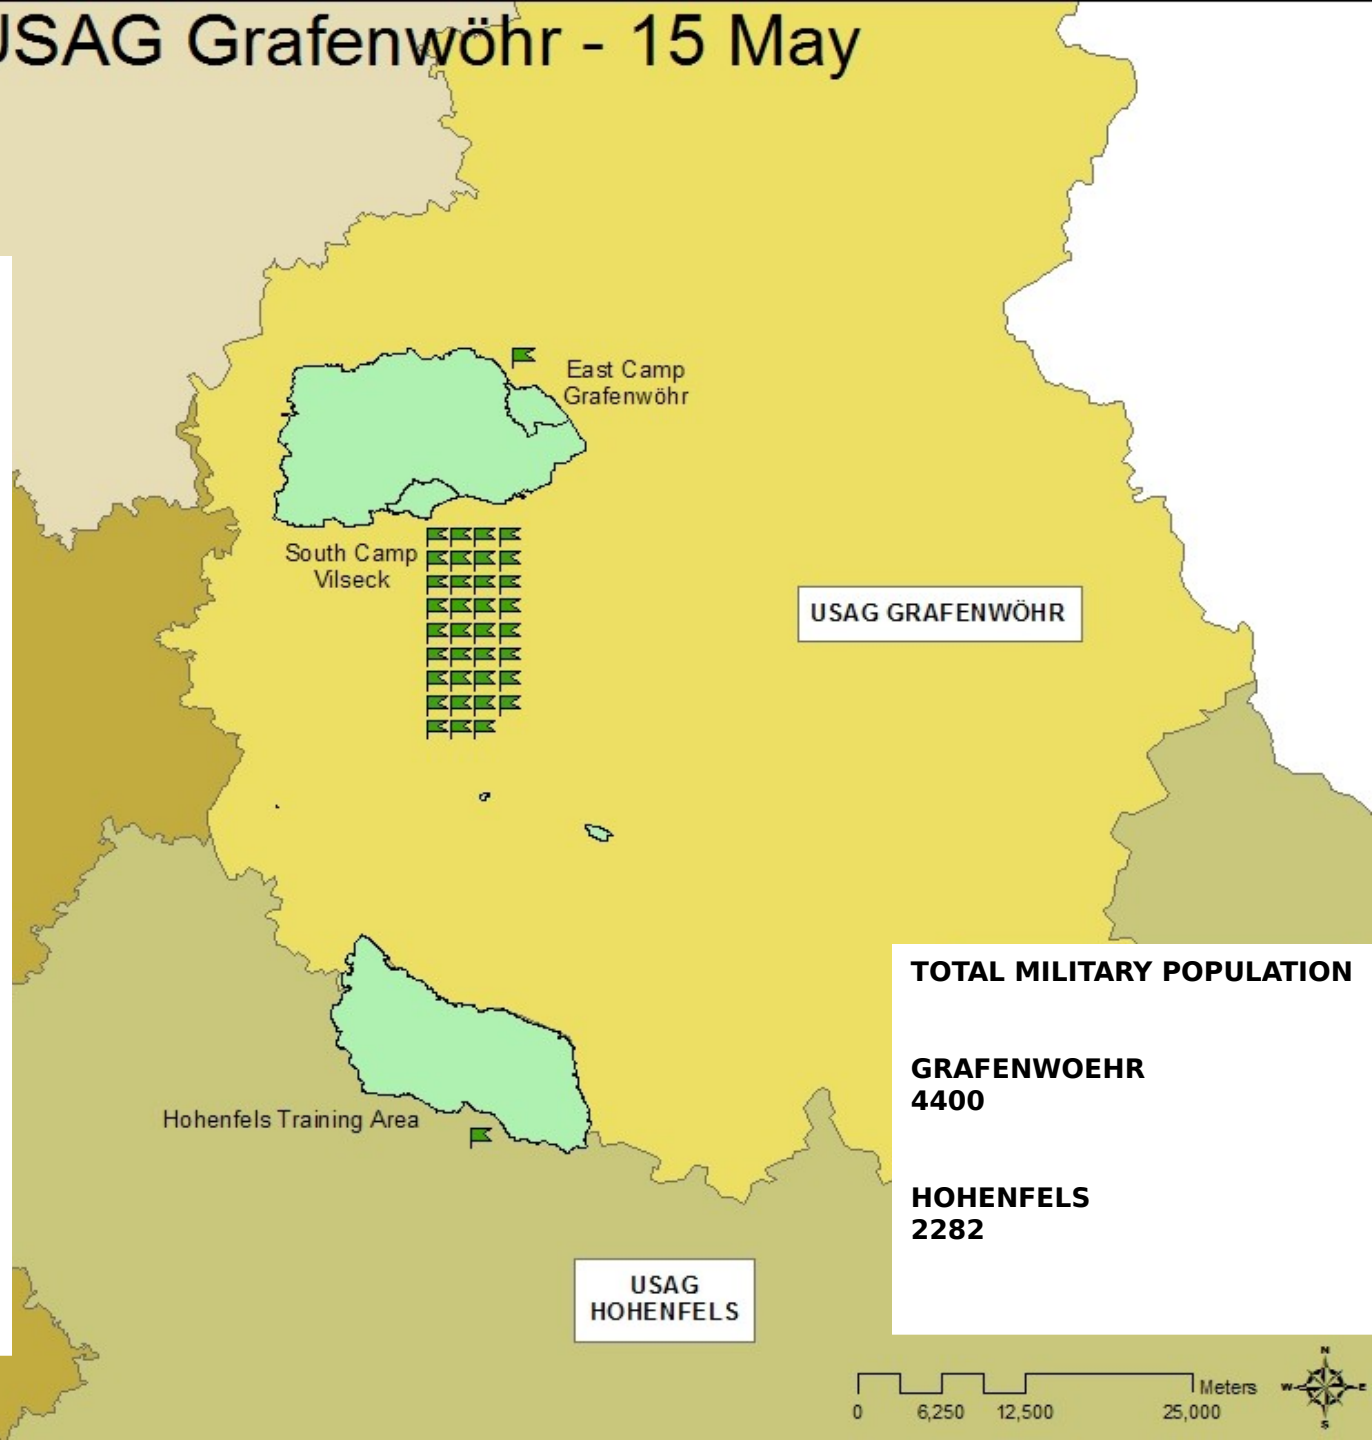 USAG Grafenwöhr - 15 May
East Camp
Grafenwöhr
South Camp
Vilseck
USAG GRAFENWÖHR
TOTAL MILITARY POPULATION
GRAFENWOEHR
4400
HOHENFELS
2282
Hohenfels Training Area
USAG
HOHENFELS
N
W E
S
Meters
0 6,250 12,500 25,000